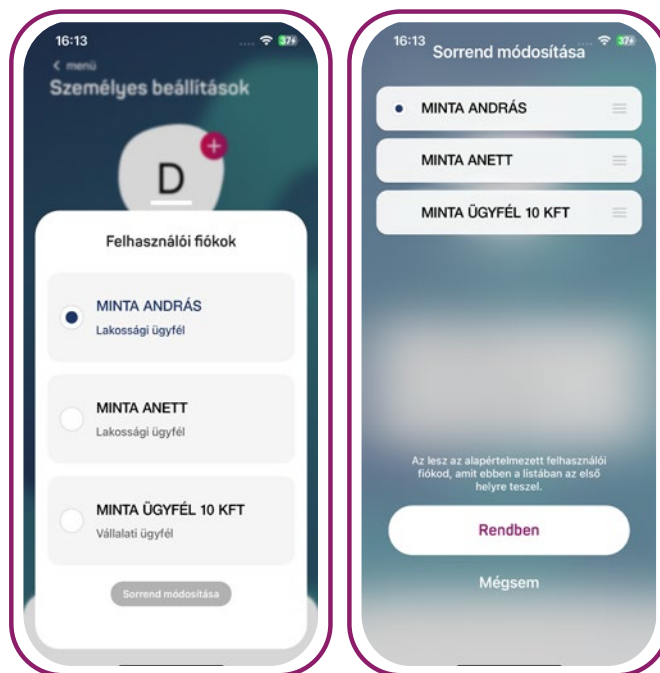 16:13
37
< menü
Személyes beállítások
D
Felhasználói fiókok
MINTA ANDRÁS
Lakossági ügyfél
MINTA ANETT
Lakossági ügyfél
MINTA ÜGYFÉL 10 KFT
Vállalati ügyfél
Sorrend módosítása
16:13
37
Sorrend módosítása
MINTA ANDRÁS
MINTA ANETT
MINTA ÜGYFÉL 10 KFT
Az lesz az alapértelmezett felhasználói
fiókod, amit ebben a listában az első
helyre teszel.
Rendben
Mégsem